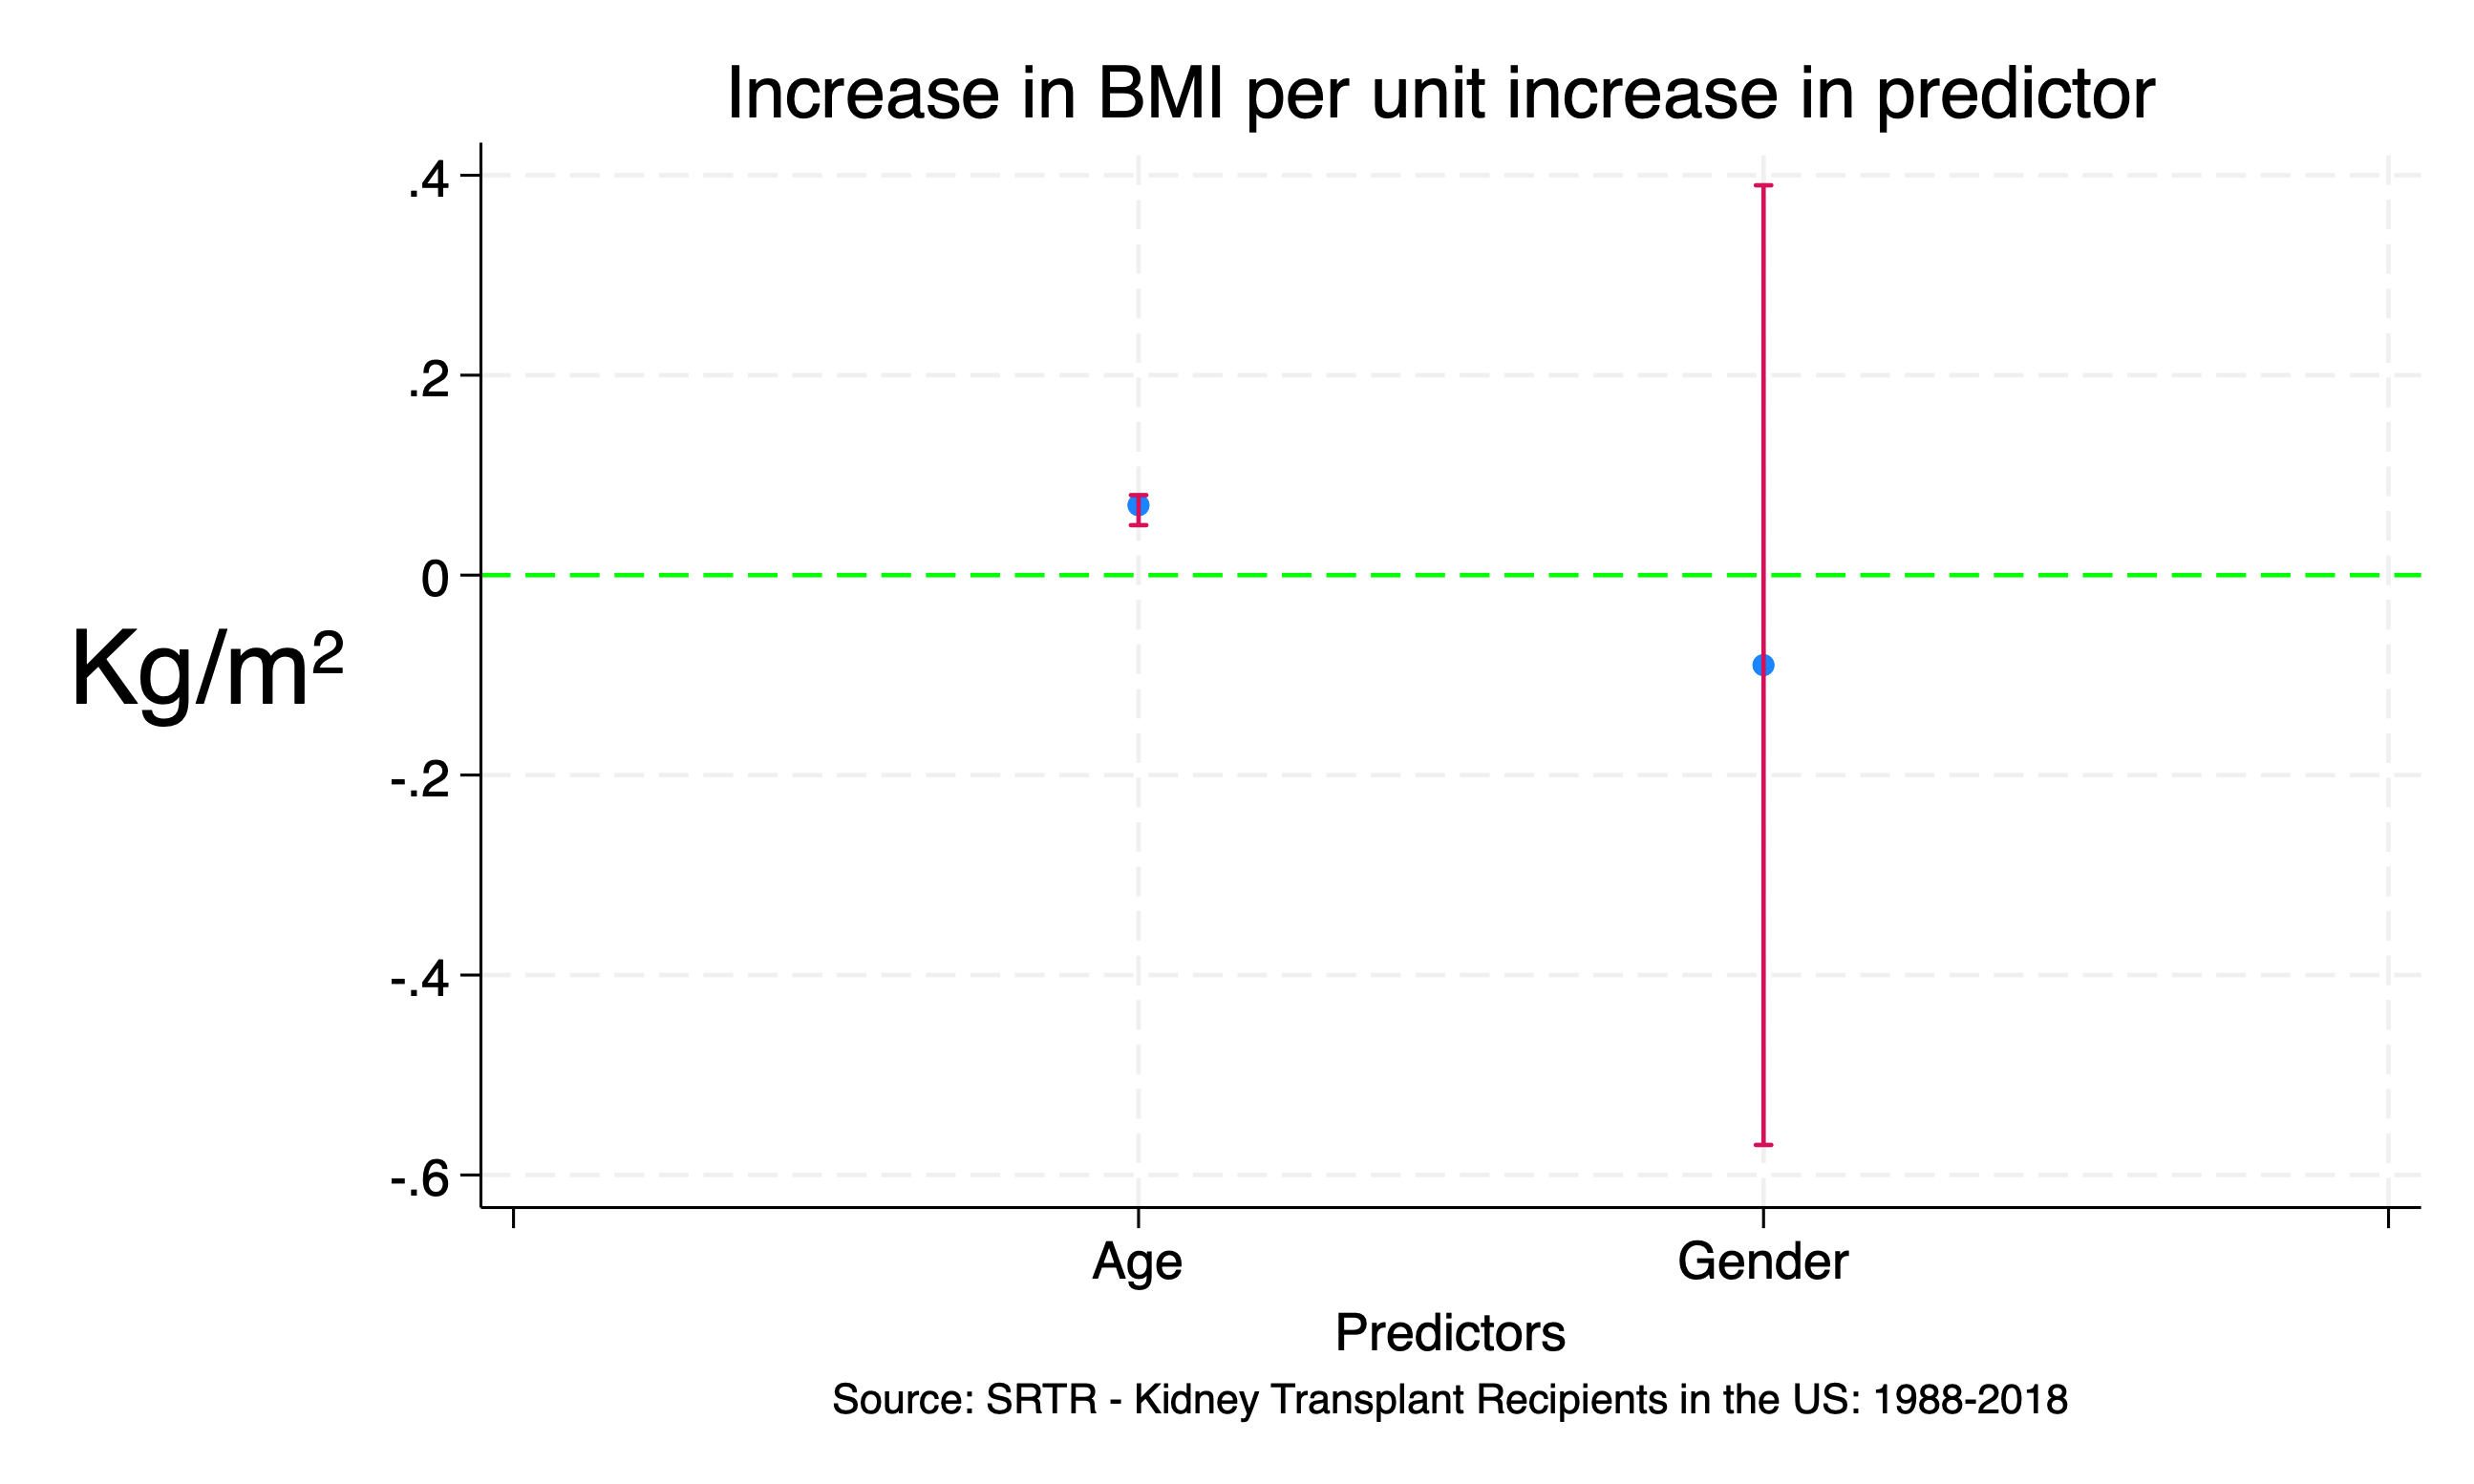 Increase in BMI per unit increase in predictor
.4
.2
0
Kg/m²
-.2
-.4
-.6
Age Gender
Predictors
Source: SRTR - Kidney Transplant Recipients in the US: 1988-2018